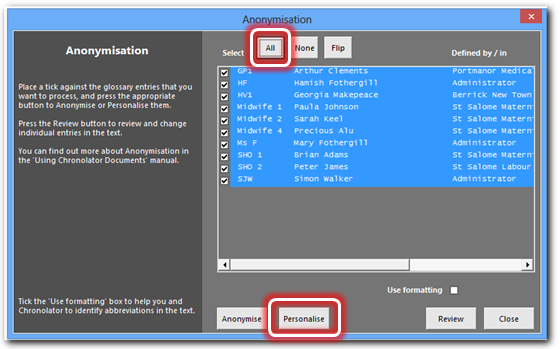 Anonymisation
Anonymisation
Place a tick against the glossary entries that you
want to process, and press the appropriate
button to Anonymise or Personalise them.
Press the Review button to review and change
individual entries in the text.
You can find out more about Anonymisation in
the 'Using Chronolator Documents' manual.
Tick the 'Use formatting' box to help you and
Chronolator to identify abbreviations in the text.
Select All None Flip Defined by / in
GP1 Arthur Clements Portmanor Medica
HF Hamish Fothergill Administrator
HV1 Georgia Makepeace Berrick New Town
Midwife 1 Paula Johnson St Salome Matern
Midwife 2 Sarah Keel St Salome Matern
Midwife 4 Precious Alu St Salome Matern
Ms F Mary Fothergill Administrator
SHO 1 Brian Adams St Salome Matern
SHO 2 Peter James St Salome Labour
SJW Simon Walker Administrator
Use formatting
Anonymise Personalise Review Close